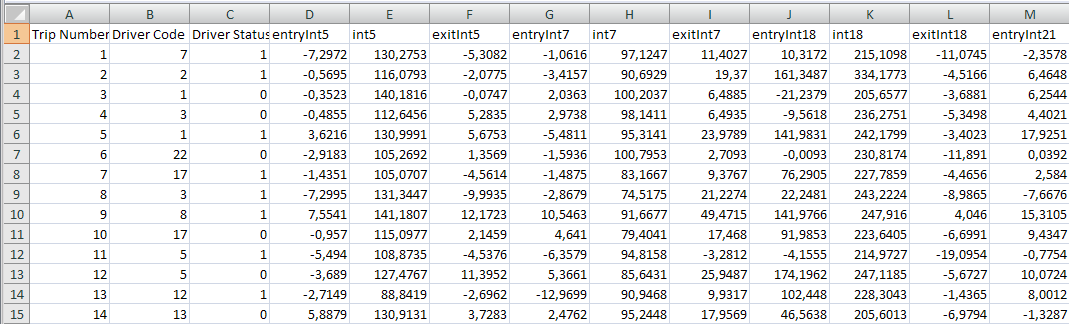 A B C D E F G H I J K L M
1 Trip Number Driver Code Driver Status entryInt5 int5 exitInt5 entryInt7 int7 exitInt7 entryInt18 int18 exitInt18 entryInt21
2 1 7 1 -7,2972 130,2753 -5,3082 -1,0616 97,1247 11,4027 10,3172 215,1098 -11,0745 -2,3578
3 2 2 1 -0,5695 116,0793 -2,0775 -3,4157 90,6929 19,37 161,3487 334,1773 -4,5166 6,4648
4 3 1 0 -0,3523 140,1816 -0,0747 2,0363 100,2037 6,4885 -21,2379 205,6577 -3,6881 6,2544
5 4 3 0 -0,4855 112,6456 5,2835 2,9738 98,1411 6,4935 -9,5618 236,2751 -5,3498 4,4021
6 5 1 1 3,6216 130,9991 5,6753 -5,4811 95,3141 23,9789 141,9831 242,1799 -3,4023 17,9251
7 6 22 0 -2,9183 105,2692 1,3569 -1,5936 100,7953 2,7093 -0,0093 230,8174 -11,891 0,0392
8 7 17 1 -1,4351 105,0707 -4,5614 -1,4875 83,1667 9,3767 76,2905 227,7859 -4,4656 2,584
9 8 3 1 -7,2995 131,3447 -9,9935 -2,8679 74,5175 21,2274 22,2481 243,2224 -8,9865 -7,6676
10 9 8 1 7,5541 141,1807 12,1723 10,5463 91,6677 49,4715 141,9766 247,916 4,046 15,3105
11 10 17 0 -0,957 115,0977 2,1459 4,641 79,4041 17,468 91,9853 223,6405 -6,6991 9,4347
12 11 5 1 -5,494 108,8735 -4,5376 -6,3579 94,8158 -3,2812 -4,1555 214,9727 -19,0954 -0,7754
13 12 5 0 -3,689 127,4767 11,3952 5,3661 85,6431 25,9487 174,1962 247,1185 -5,6727 10,0724
14 13 12 1 -2,7149 88,8419 -2,6962 -12,9699 90,9468 9,9317 102,448 228,3043 -1,4365 8,0012
15 14 13 0 5,8879 130,9131 3,7283 2,4762 95,2448 17,9569 46,5638 205,6013 -6,9794 -1,3287